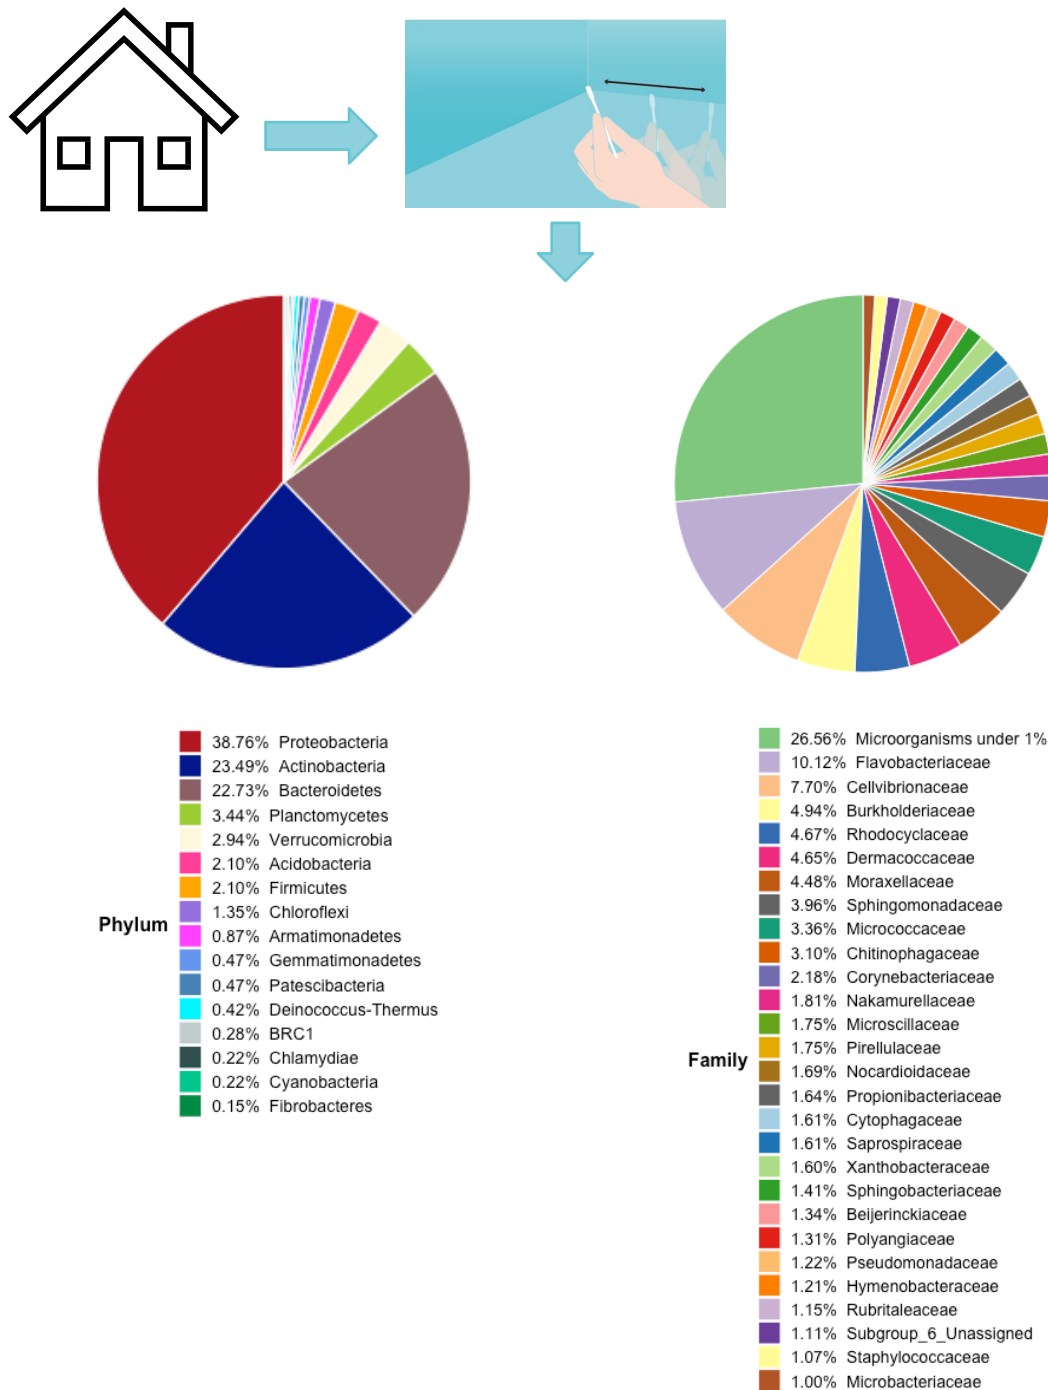 38.76% Proteobacteria
23.49% Actinobacteria
22.73% Bacteroidetes
3.44% Planctomycetes
2.94% Verrucomicrobia
2.10% Acidobacteria
2.10% Firmicutes
1.35% Chloroflexi
Phylum
0.87% Armatimonadetes
0.47% Gemmatimonadetes
0.47% Patescibacteria
0.42% Deinococcus-Thermus
0.28% BRC1
0.22% Chlamydiae
0.22% Cyanobacteria
0.15% Fibrobacteres
26.56% Microorganisms under 1%
10.12% Flavobacteriaceae
7.70% Cellvibrionaceae
4.94% Burkholderiaceae
4.67% Rhodocyclaceae
4.65% Dermacoccaceae
4.48% Moraxellaceae
3.96% Sphingomonadaceae
3.36% Micrococcaceae
3.10% Chitinophagaceae
2.18% Corynebacteriaceae
1.81% Nakamurellaceae
1.75% Microscillaceae
1.75% Pirellulaceae
Family
1.69% Nocardioidaceae
1.64% Propionibacteriaceae
1.61% Cytophagaceae
1.61% Saprospiraceae
1.60% Xanthobacteraceae
1.41% Sphingobacteriaceae
1.34% Beijerinckiaceae
1.31% Polyangiaceae
1.22% Pseudomonadaceae
1.21% Hymenobacteraceae
1.15% Rubritaleaceae
1.11% Subgroup_6_Unassigned
1.07% Staphylococcaceae
1.00% Microbacteriaceae